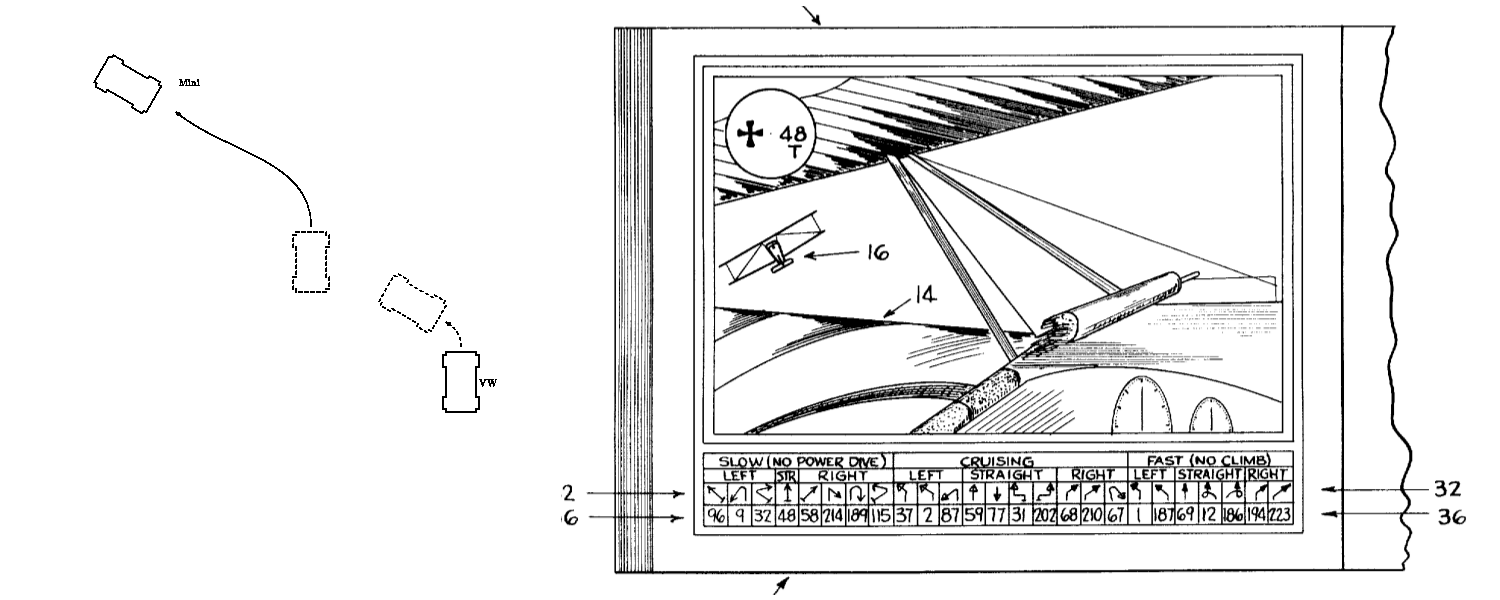 Mini
VW
48
T
16
14
SLOW (NO POWER DIVE) CRUISING FAST (NO CLIMB)
LEFT STR RIGHT LEFT STRAIGHT RIGHT LEFT STRAIGHT RIGHT
2 32
6 96 9 32 48 58 214 189 115 37 2 87 59 77 31 202 68 210 67 1 187 69 12 186 194 223 36